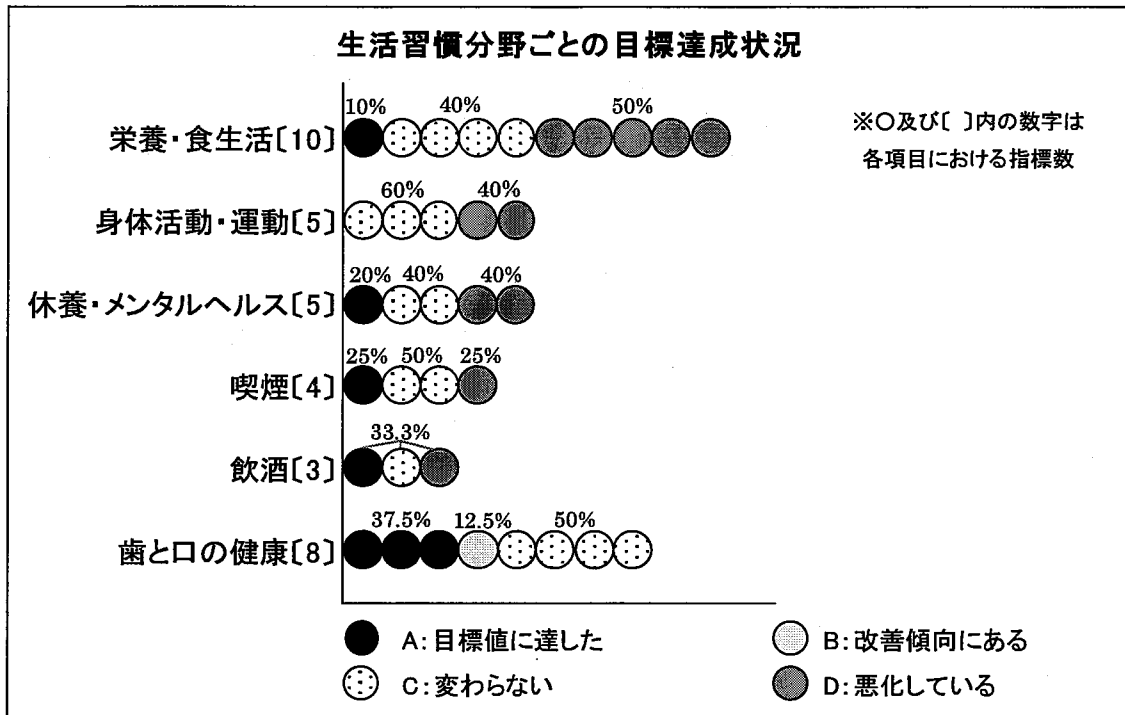 生活習慣分野ごとの目標達成状況
※○及び〔 〕内の数字は
各項目における指標数
10% 40% 50%
栄養・食生活〔10〕
60% 40%
身体活動・運動〔5〕
20% 40% 40%
休養・メンタルヘルス〔5〕
25% 50% 25%
喫煙〔4〕
33.3%
飲酒〔3〕
37.5% 12.5% 50%
歯と口の健康〔8〕
A:目標値に達した
B:改善傾向にある
C:変わらない
D:悪化している